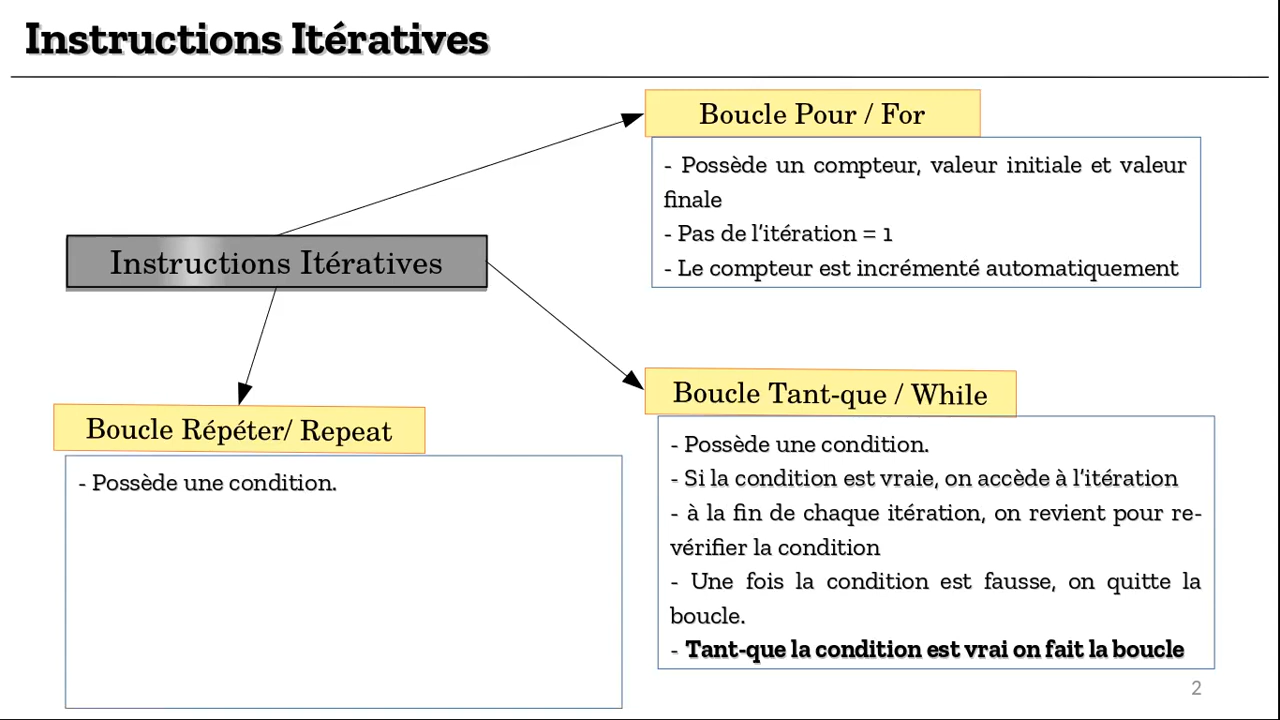 Instructions Itératives
Boucle Pour / For
- Possède un compteur, valeur initiale et valeur
finale
- Pas de l'itération = 1
- Le compteur est incrémenté automatiquement
Instructions Itératives
Boucle Répéter/ Repeat
- Possède une condition.
Boucle Tant-que / While
- Possède une condition.
- Si la condition est vraie, on accède à l'itération
- à la fin de chaque itération, on revient pour re-
vérifier la condition
- Une fois la condition est fausse, on quitte la
boucle.
- Tant-que la condition est vrai on fait la boucle
2